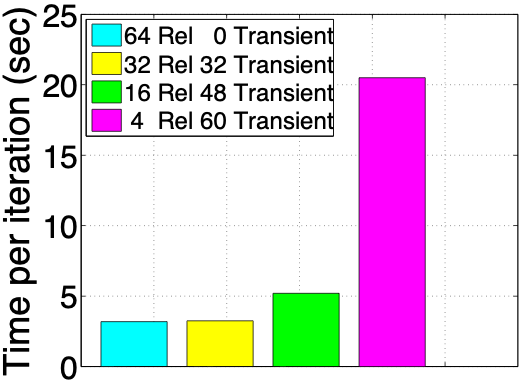 Time per iteration (sec)
25
20
15
10
5
0
64 Rel 0 Transient
32 Rel 32 Transient
16 Rel 48 Transient
4 Rel 60 Transient